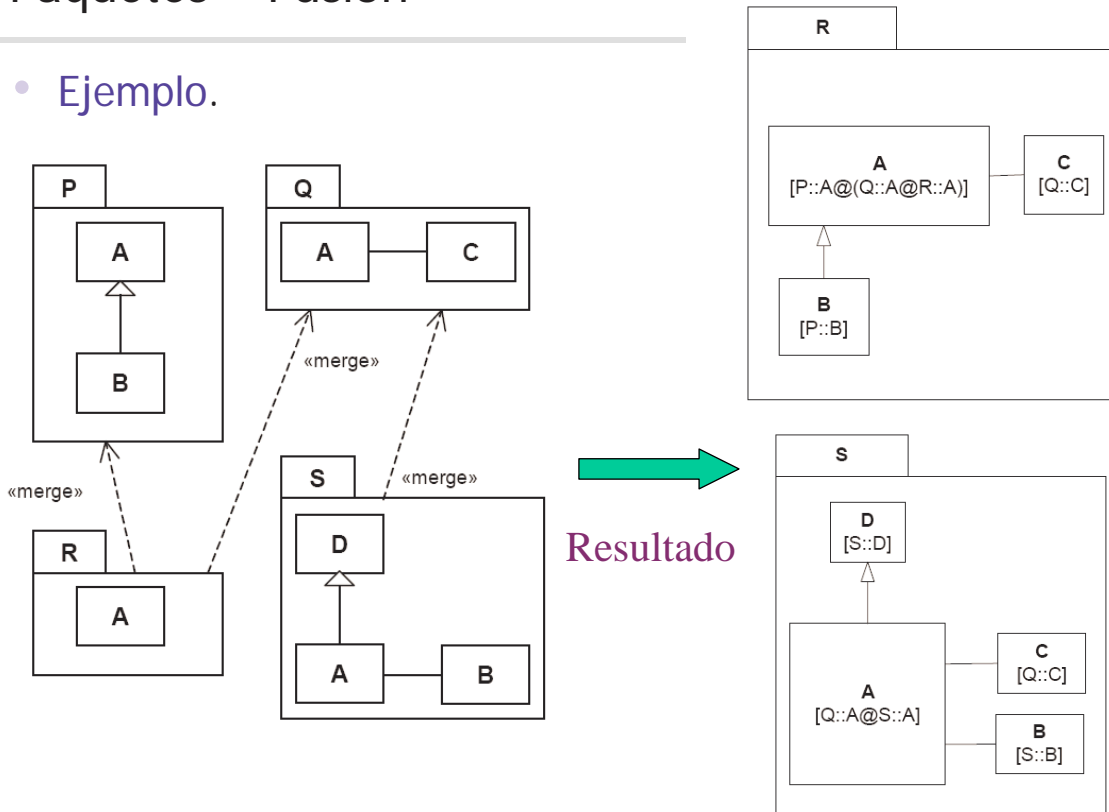 Paquetes – Fusión
• Ejemplo.
P
A
B
Q
A
C
«merge»
«merge»
«merge»
R
A
S
D
A
B
Resultado
R
A
[P::A@(Q::A@R::A)]
C
[Q::C]
B
[P::B]
S
D
[S::D]
A
[Q::A@S::A]
C
[Q::C]
B
[S::B]